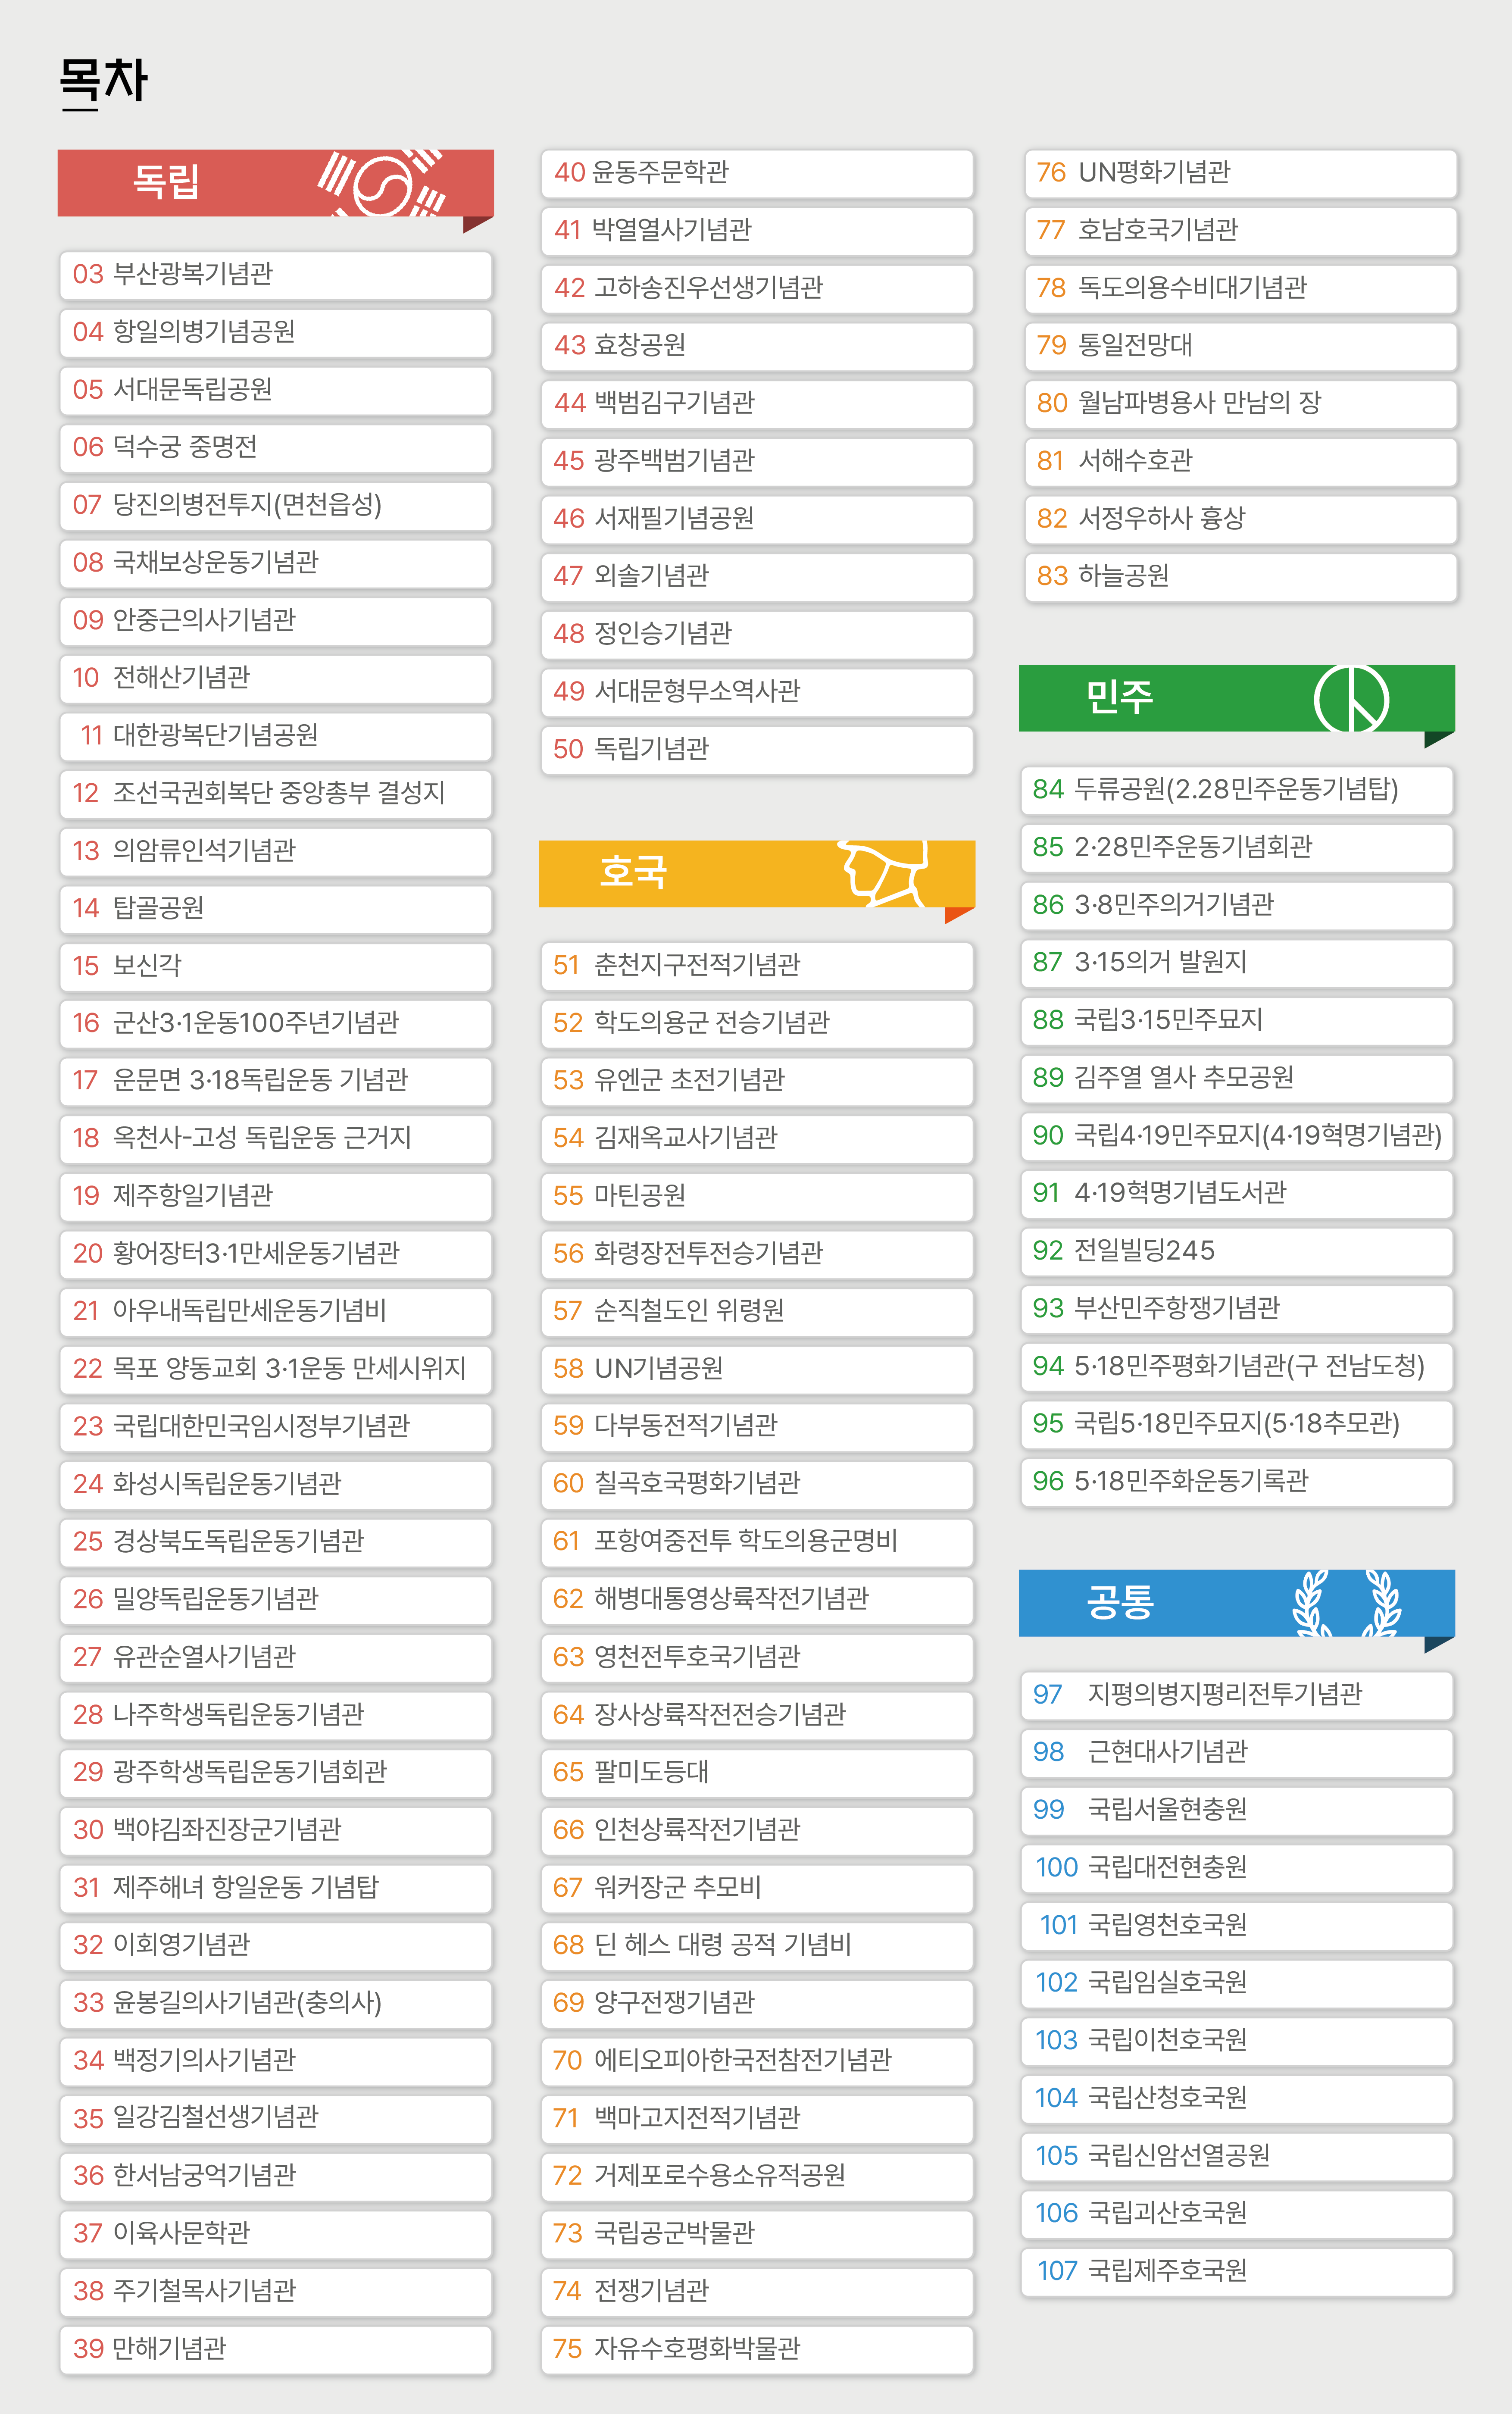 목차
독립
03 부산광복기념관
04 항일의병기념공원
05 서대문독립공원
06 덕수궁 중명전
07 당진의병전투지(면천읍성)
08 국채보상운동기념관
09 안중근의사기념관
10 전해산기념관
11 대한광복단기념공원
12 조선국권회복단 중앙총부 결성지
13 의암류인석기념관
14 탑골공원
15 보신각
16 군산3·1운동100주년기념관
17 운문면 3·18독립운동 기념관
18 옥천사-고성 독립운동 근거지
19 제주항일기념관
20 황어장터3·1만세운동기념관
21 아우내독립만세운동기념비
22 목포 양동교회 3·1운동 만세시위지
23 국립대한민국임시정부기념관
24 화성시독립운동기념관
25 경상북도독립운동기념관
26 밀양독립운동기념관
27 유관순열사기념관
28 나주학생독립운동기념관
29 광주학생독립운동기념회관
30 백야김좌진장군기념관
31 제주해녀 항일운동 기념탑
32 이회영기념관
33 윤봉길의사기념관(충의사)
34 백정기의사기념관
35 일강김철선생기념관
36 한서남궁억기념관
37 이육사문학관
38 주기철목사기념관
39 만해기념관
40 윤동주문학관
41 박열열사기념관
42 고하송진우선생기념관
43 효창공원
44 백범김구기념관
45 광주백범기념관
46 서재필기념공원
47 외솔기념관
48 정인승기념관
49 서대문형무소역사관
50 독립기념관
호국
51 춘천지구전적기념관
52 학도의용군 전승기념관
53 유엔군 초전기념관
54 김재옥교사기념관
55 마틴공원
56 화령장전투전승기념관
57 순직철도인 위령원
58 UN기념공원
59 다부동전적기념관
60 칠곡호국평화기념관
61 포항여중전투 학도의용군명비
62 해병대통영상륙작전기념관
63 영천전투호국기념관
64 장사상륙작전전승기념관
65 팔미도등대
66 인천상륙작전기념관
67 워커장군 추모비
68 딘 헤스 대령 공적 기념비
69 양구전쟁기념관
70 에티오피아한국전참전기념관
71 백마고지전적기념관
72 거제포로수용소유적공원
73 국립공군박물관
74 전쟁기념관
75 자유수호평화박물관
76 UN평화기념관
77 호남호국기념관
78 독도의용수비대기념관
79 통일전망대
80 월남파병용사 만남의 장
81 서해수호관
82 서정우하사 흉상
83 하늘공원
민주
84 두류공원(2.28민주운동기념탑)
85 2·28민주운동기념회관
86 3·8민주의거기념관
87 3·15의거 발원지
88 국립3·15민주묘지
89 김주열 열사 추모공원
90 국립4·19민주묘지(4·19혁명기념관)
91 4·19혁명기념도서관
92 전일빌딩245
93 부산민주항쟁기념관
94 5·18민주평화기념관(구 전남도청)
95 국립5·18민주묘지(5·18추모관)
96 5·18민주화운동기록관
공통
97 지평의병지평리전투기념관
98 근현대사기념관
99 국립서울현충원
100 국립대전현충원
101 국립영천호국원
102 국립임실호국원
103 국립이천호국원
104 국립산청호국원
105 국립신암선열공원
106 국립괴산호국원
107 국립제주호국원